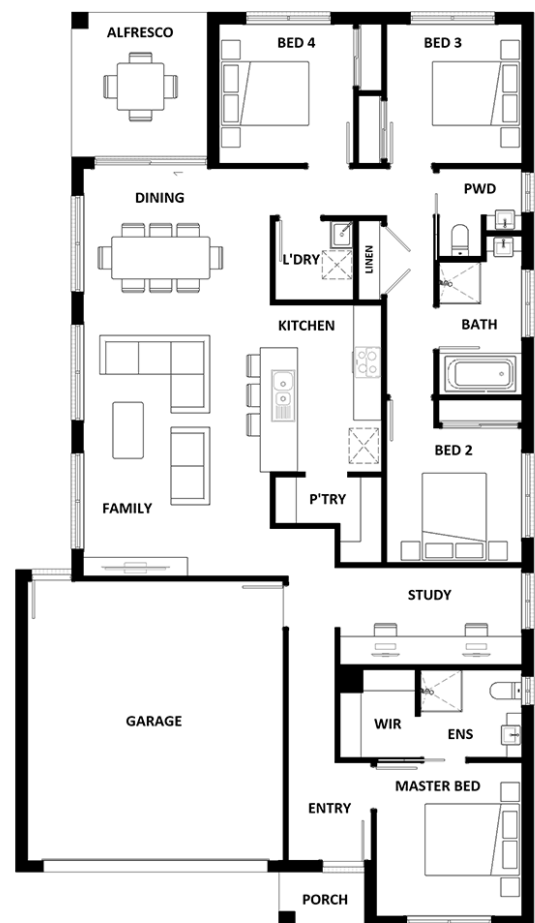 ALFRESCO
BED 4
BED 3
DINING
PWD
L'DRY
LINEN
KITCHEN
BATH
BED 2
P'TRY
FAMILY
STUDY
GARAGE
WIR
ENS
MASTER BED
ENTRY
PORCH